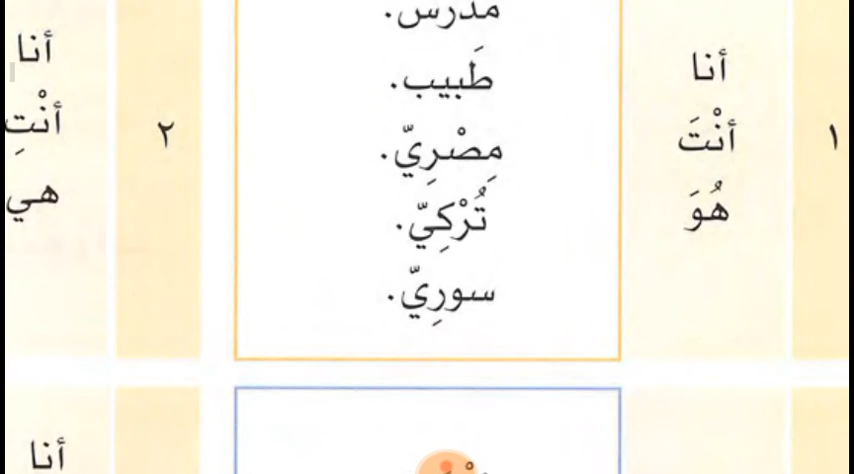 ١
أنا
أنْتَ
هُوَ
مدرس.
طَبيب.
مِصْرِيّ.
تُرْكِيّ.
سورِيّ.
٢
أنا
أنْتِ
هي
أنا